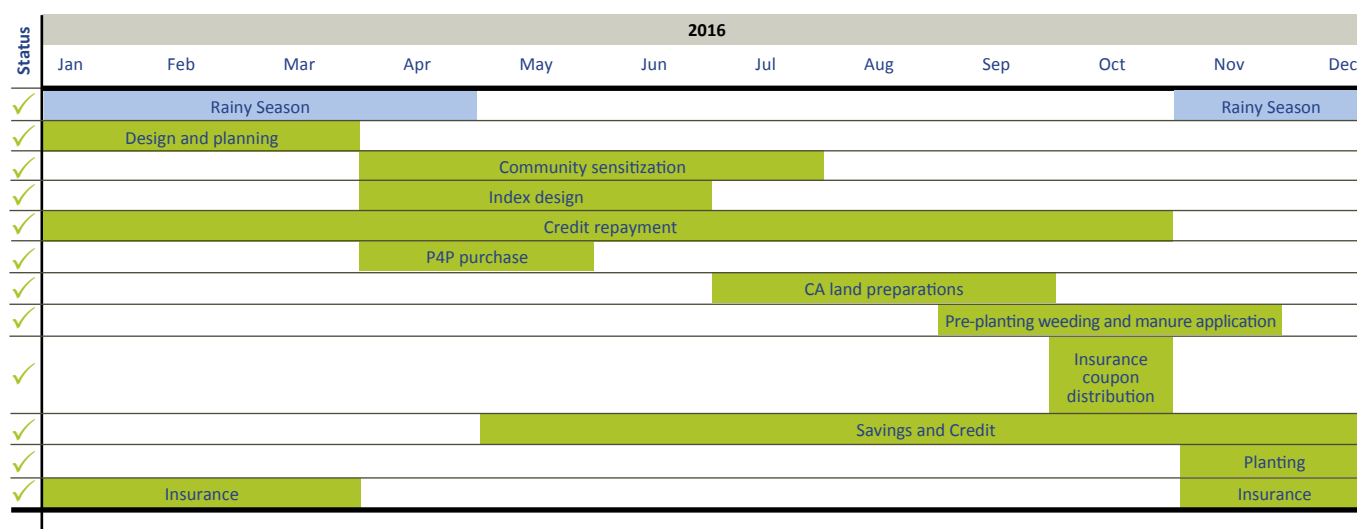 Status
2016
Jan Feb Mar Apr May Jun Jul Aug Sep Oct Nov Dec
Rainy Season Rainy Season
Design and planning
Community sensitization
Index design
Credit repayment
P4P purchase
CA land preparations
Pre-planting weeding and manure application
Insurance
coupon
distribution
Savings and Credit
Planting
Insurance Insurance